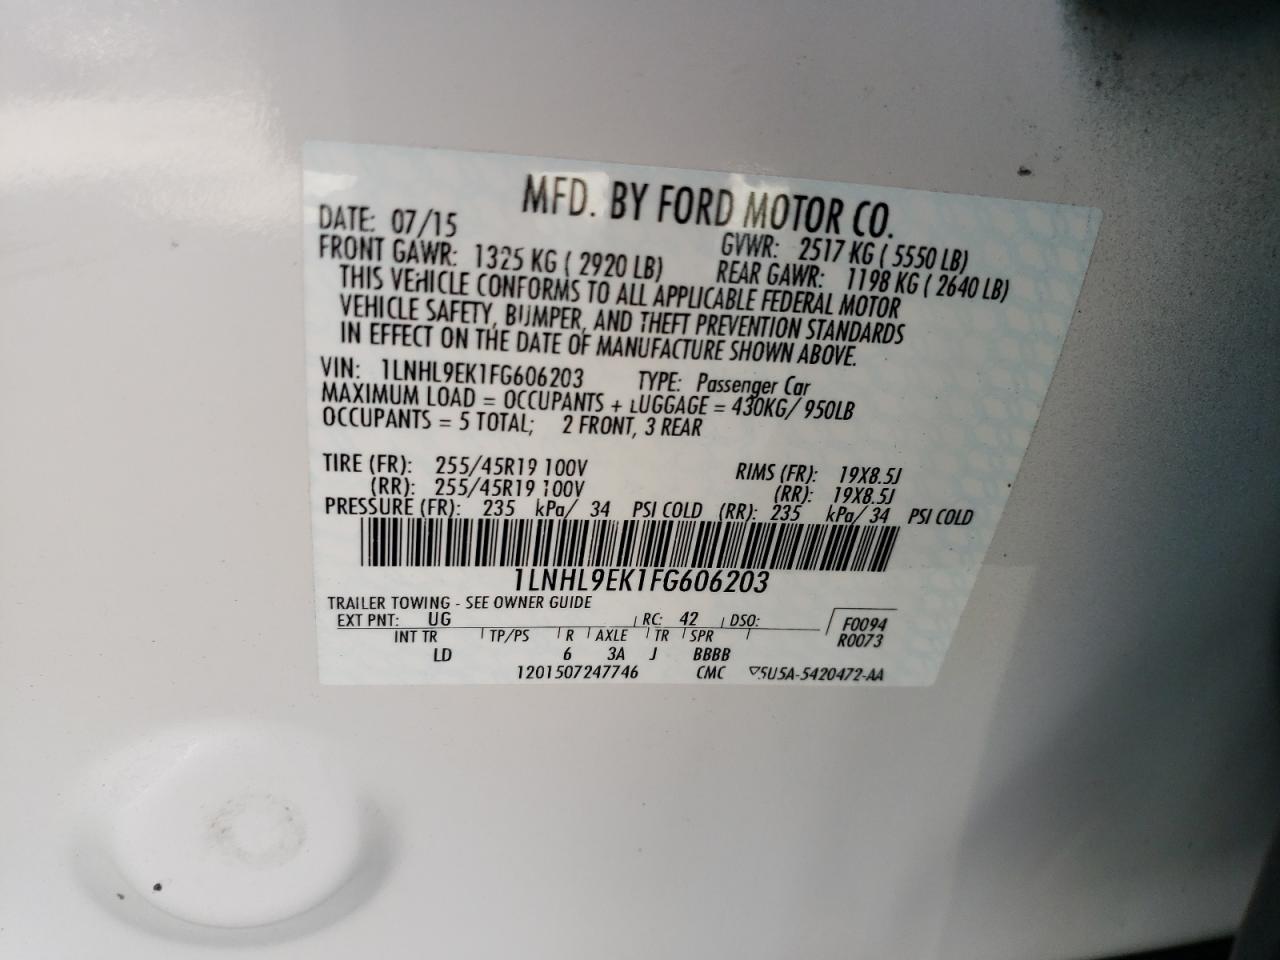 MFD. BY FORD MOTOR CO.
DATE: 07/15 GVWR: 2517 KG ( 5550 LB)
FRONT GAWR: 1325 KG ( 2920 LB) REAR GAWR: 1198 KG ( 2640 LB)
THIS VEHICLE CONFORMS TO ALL APPLICABLE FEDERAL MOTOR
VEHICLE SAFETY, BUMPER, AND THEFT PREVENTION STANDARDS
IN EFFECT ON THE DATE OF MANUFACTURE SHOWN ABOVE.
VIN: 1LNHL9EK1FG606203 TYPE: Passenger Car
MAXIMUM LOAD = OCCUPANTS + LUGGAGE = 430KG/ 950LB
OCCUPANTS = 5 TOTAL; 2 FRONT, 3 REAR
TIRE (FR): 255/45R19 100V RIMS (FR): 19X8.5J
(RR): 255/45R19 100V (RR): 19X8.5J
PRESSURE (FR): 235 kPa/ 34 PSI COLD (RR): 235 kPa/ 34 PSI COLD
1LNHL9EK1FG606203
TRAILER TOWING - SEE OWNER GUIDE
EXT PNT: UG RC: 42 DSO: F0094
INT TR TP/PS R AXLE TR SPR R0073
LD 6 3A J BBBB
1201507247746 CMC ▽5U5A-5420472-AA